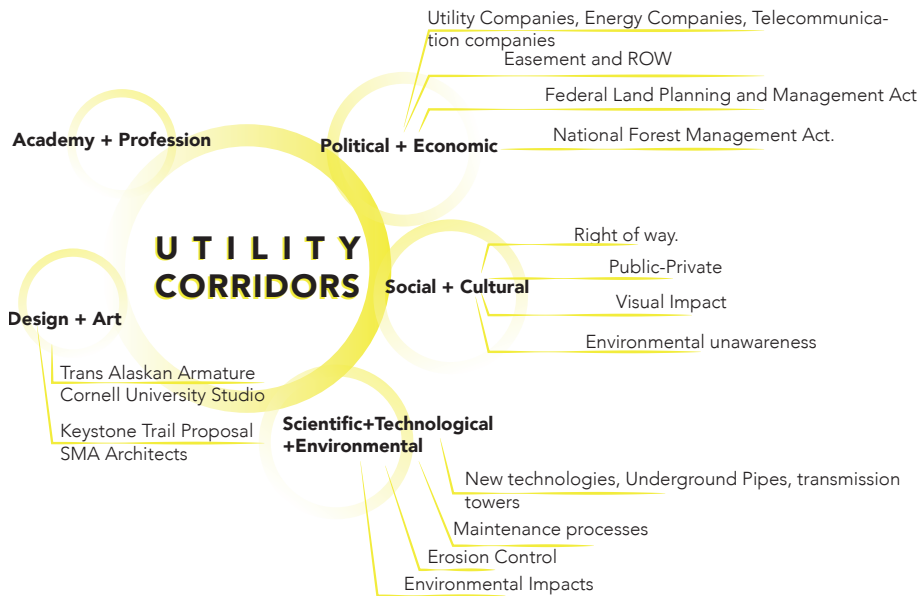 Utility Companies, Energy Companies, Telecommunica-
tion companies
Easement and ROW
Federal Land Planning and Management Act
National Forest Management Act.
Academy + Profession
Political + Economic
UTILITY
CORRIDORS
Right of way.
Public-Private
Visual Impact
Environmental unawareness
Social + Cultural
Design + Art
Trans Alaskan Armature
Cornell University Studio
Keystone Trail Proposal
SMA Architects
Scientific+Technological
+Environmental
New technologies, Underground Pipes, transmission
towers
Maintenance processes
Erosion Control
Environmental Impacts